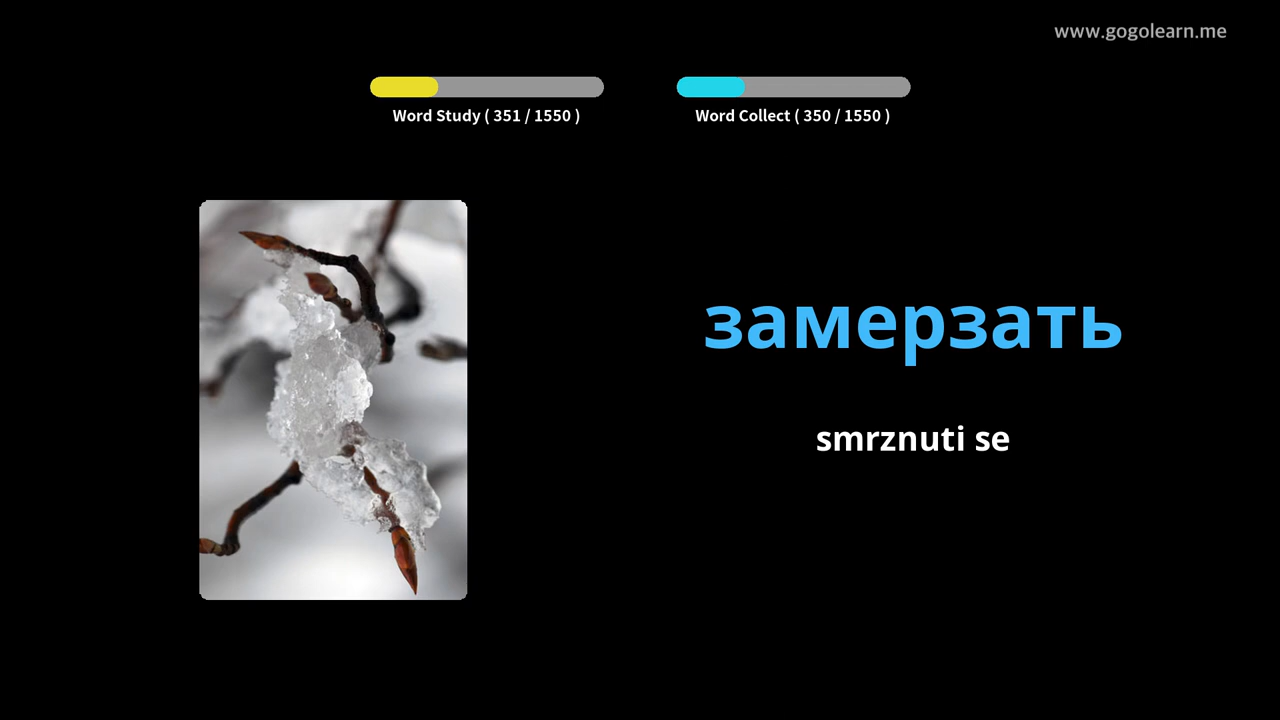 www.gogolearn.me
Word Study ( 351 / 1550 )
Word Collect ( 350 / 1550 )
замерзать
smrznuti se